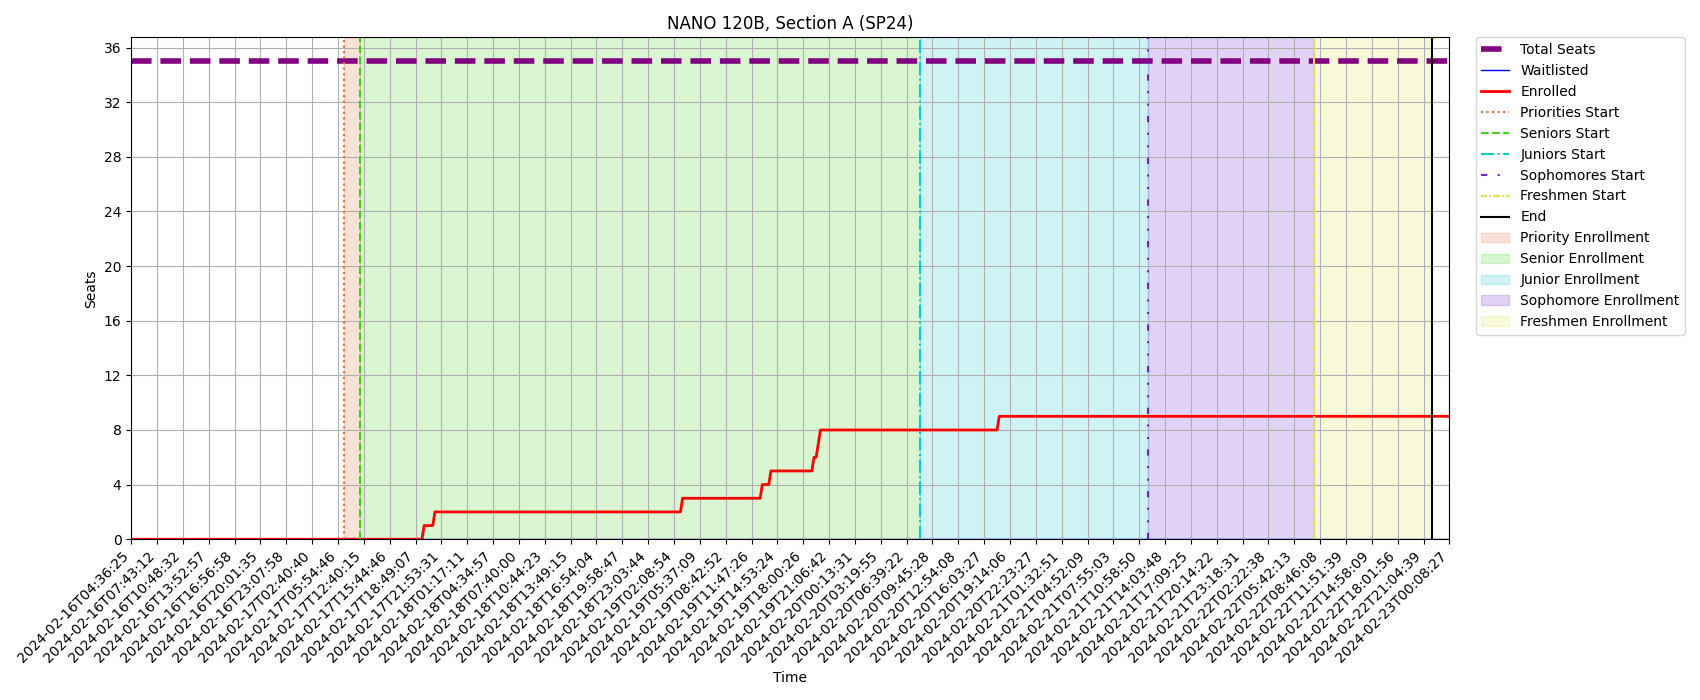 NANO 120B, Section A (SP24)
36
32
28
24
20
16
12
8
4
0
Seats
2024-02-16T04:36:25
2024-02-16T07:43:12
2024-02-16T10:48:32
2024-02-16T13:52:57
2024-02-16T16:56:58
2024-02-16T20:01:35
2024-02-16T23:07:58
2024-02-17T02:40:40
2024-02-17T05:54:46
2024-02-17T12:40:15
2024-02-17T15:44:46
2024-02-17T18:49:07
2024-02-17T21:53:31
2024-02-18T01:17:11
2024-02-18T04:34:57
2024-02-18T07:40:00
2024-02-18T10:44:23
2024-02-18T13:49:15
2024-02-18T16:54:04
2024-02-18T19:58:47
2024-02-18T23:03:44
2024-02-19T02:08:54
2024-02-19T05:37:09
2024-02-19T08:42:52
2024-02-19T11:47:26
2024-02-19T14:53:24
2024-02-19T18:00:26
2024-02-19T21:06:42
2024-02-20T00:13:31
2024-02-20T03:19:55
2024-02-20T06:39:22
2024-02-20T09:45:28
2024-02-20T12:54:08
2024-02-20T16:03:27
2024-02-20T19:14:06
2024-02-20T22:23:27
2024-02-21T01:32:51
2024-02-21T04:52:09
2024-02-21T07:55:03
2024-02-21T10:58:50
2024-02-21T14:03:48
2024-02-21T17:09:25
2024-02-21T20:14:22
2024-02-21T23:18:31
2024-02-22T02:22:38
2024-02-22T05:42:13
2024-02-22T08:46:08
2024-02-22T11:51:39
2024-02-22T14:58:09
2024-02-22T18:01:56
2024-02-22T21:04:39
2024-02-23T00:08:27
Time
Total Seats
Waitlisted
Enrolled
Priorities Start
Seniors Start
Juniors Start
Sophomores Start
Freshmen Start
End
Priority Enrollment
Senior Enrollment
Junior Enrollment
Sophomore Enrollment
Freshmen Enrollment